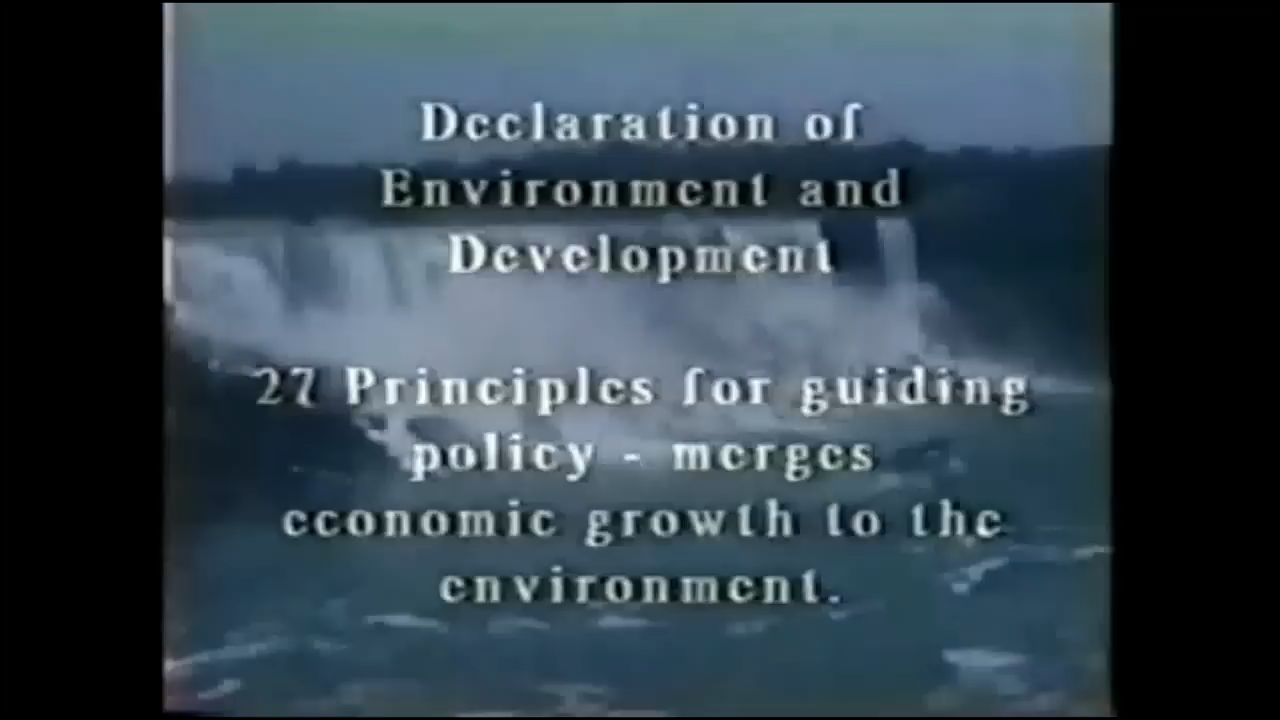 Declaration of
Environment and
Development
27 Principles for guiding
policy - merges
economic growth to the
environment.